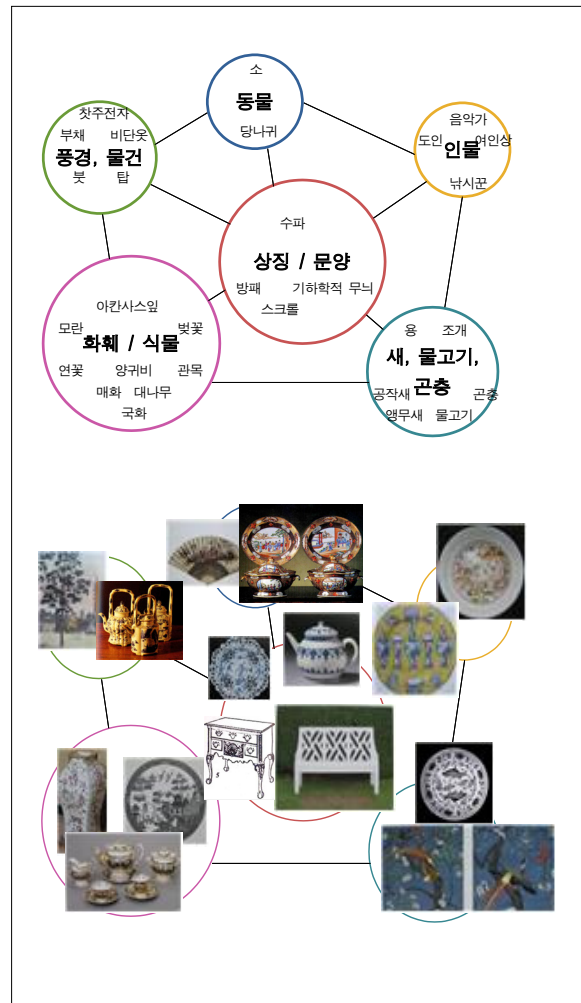 소
동물
당나귀
찻주전자
부채 비단옷
풍경, 물건
붓 탑
음악가
도인 여인상
인물
낚시꾼
수파
상징 / 문양
방패 기하학적 무늬
스크롤
아칸사스잎
모란 벚꽃
화훼 / 식물
연꽃 양귀비 관목
매화 대나무
국화
용 조개
새, 물고기,
곤충
공작새 곤충
앵무새 물고기